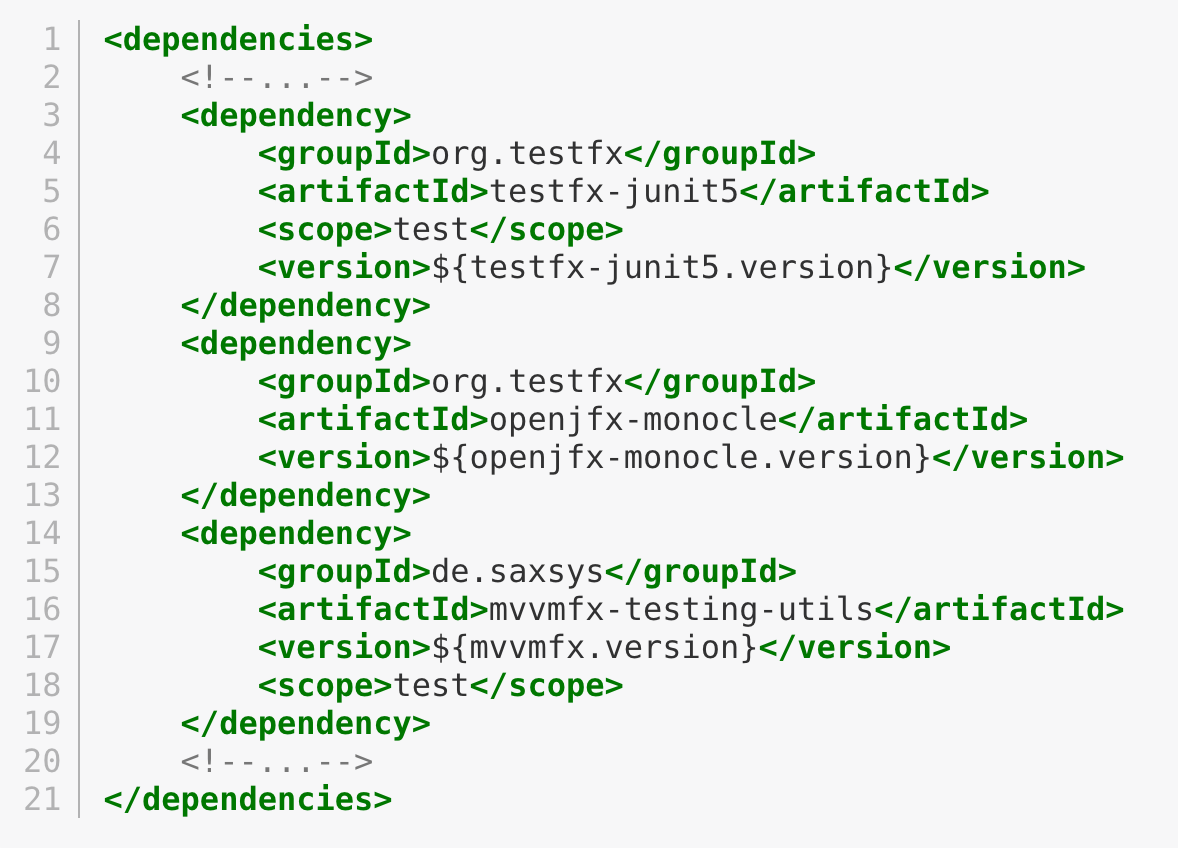 1 <dependencies>
2     <!--...-->
3     <dependency>
4         <groupId>org.testfx</groupId>
5         <artifactId>testfx-junit5</artifactId>
6         <scope>test</scope>
7         <version>${testfx-junit5.version}</version>
8     </dependency>
9     <dependency>
10         <groupId>org.testfx</groupId>
11         <artifactId>openjfx-monocle</artifactId>
12         <version>${openjfx-monocle.version}</version>
13     </dependency>
14     <dependency>
15         <groupId>de.saxsys</groupId>
16         <artifactId>mvvmfx-testing-utils</artifactId>
17         <version>${mvvmfx.version}</version>
18         <scope>test</scope>
19     </dependency>
20     <!--...-->
21 </dependencies>